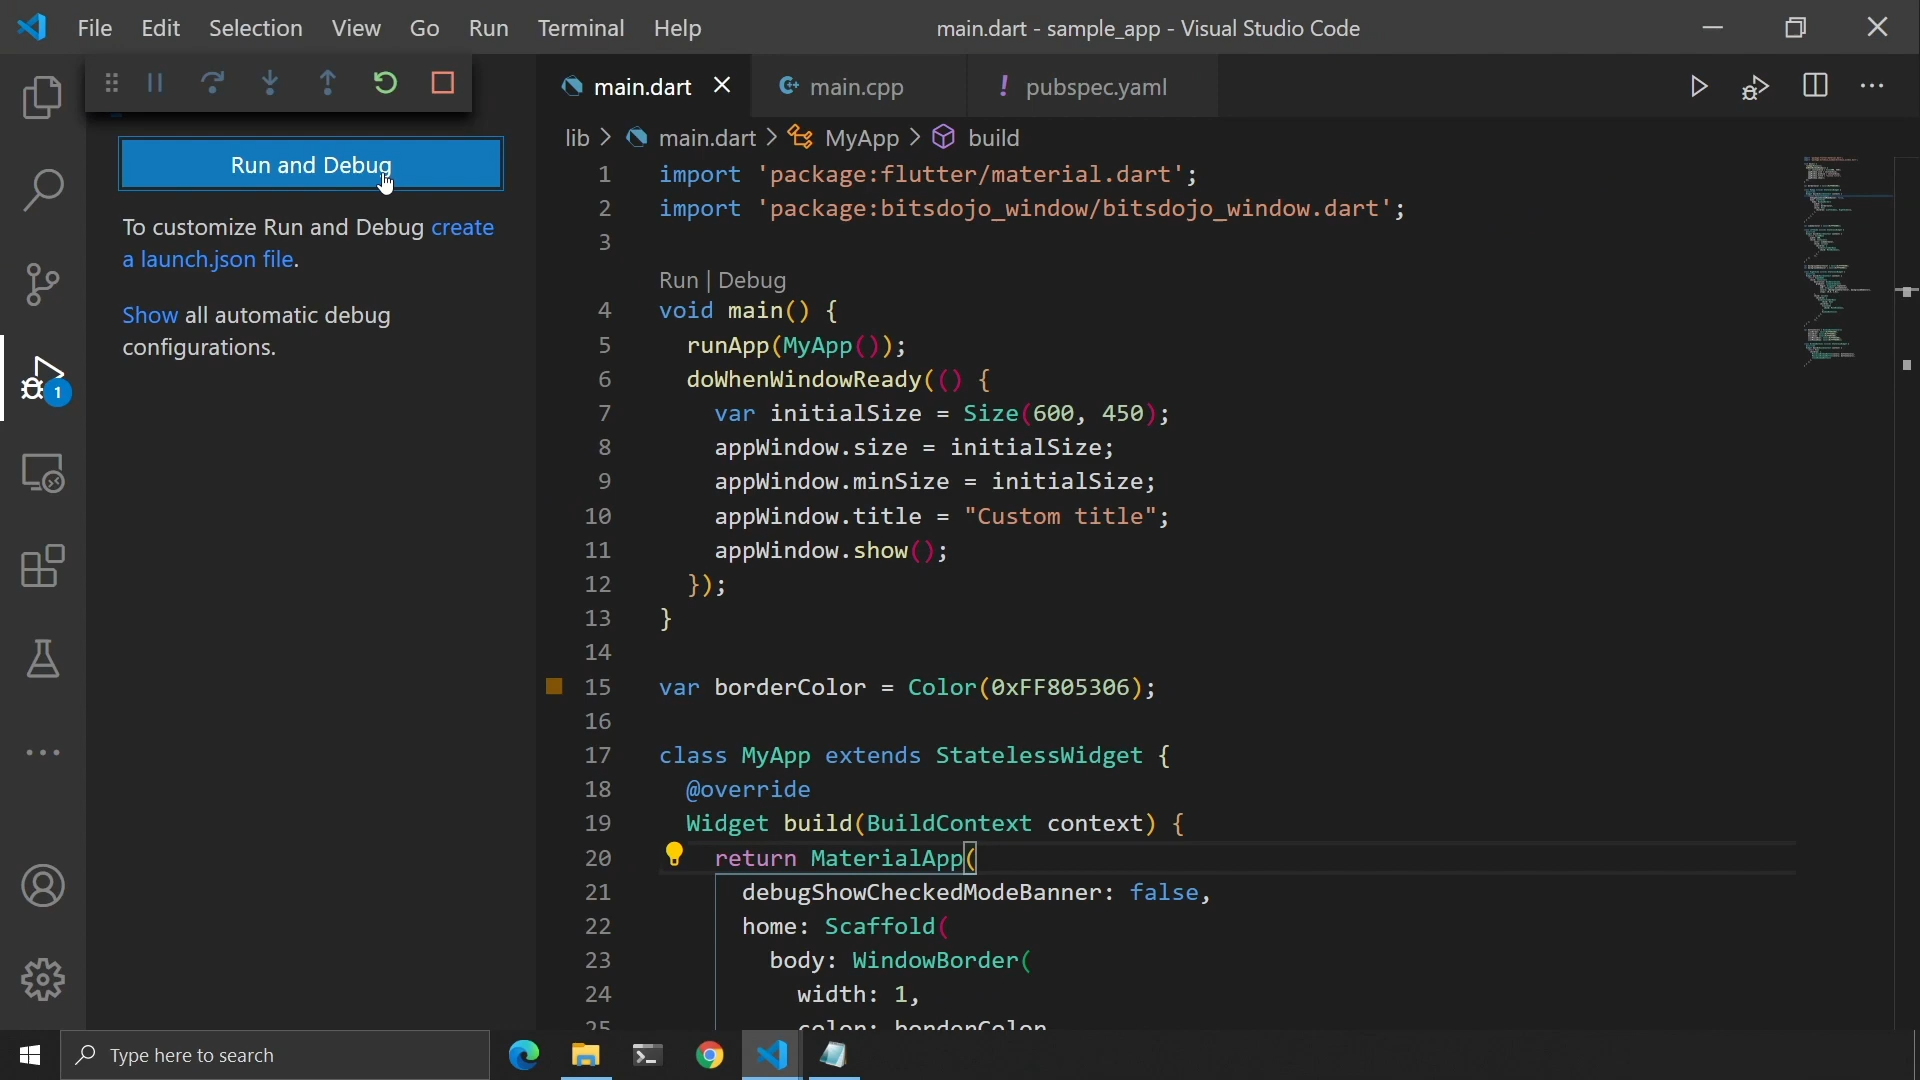 File Edit Selection View Go Run Terminal Help
main.dart - sample_app - Visual Studio Code
main.dart
main.cpp
! pubspec.yaml
lib > main.dart > MyApp > build
Run and Debug
To customize Run and Debug create
a launch.json file.
Show all automatic debug
configurations.
1
1 import 'package:flutter/material.dart';
2 import 'package:bitsdojo_window/bitsdojo_window.dart';
3
Run | Debug
4 void main() {
5 runApp(MyApp());
6 doWhenWindowReady(() {
7 var initialSize = Size(600, 450);
8 appWindow.size = initialSize;
9 appWindow.minSize = initialSize;
10 appWindow.title = "Custom title";
11 appWindow.show();
12 });
13 }
14
15 var borderColor = Color(0xFF805306);
16
17 class MyApp extends StatelessWidget {
18 @override
19 Widget build(BuildContext context) {
20 return MaterialApp(
21 debugShowCheckedModeBanner: false,
22 home: Scaffold(
23 body: WindowBorder(
24 width: 1,
25 color: borderColor
Type here to search